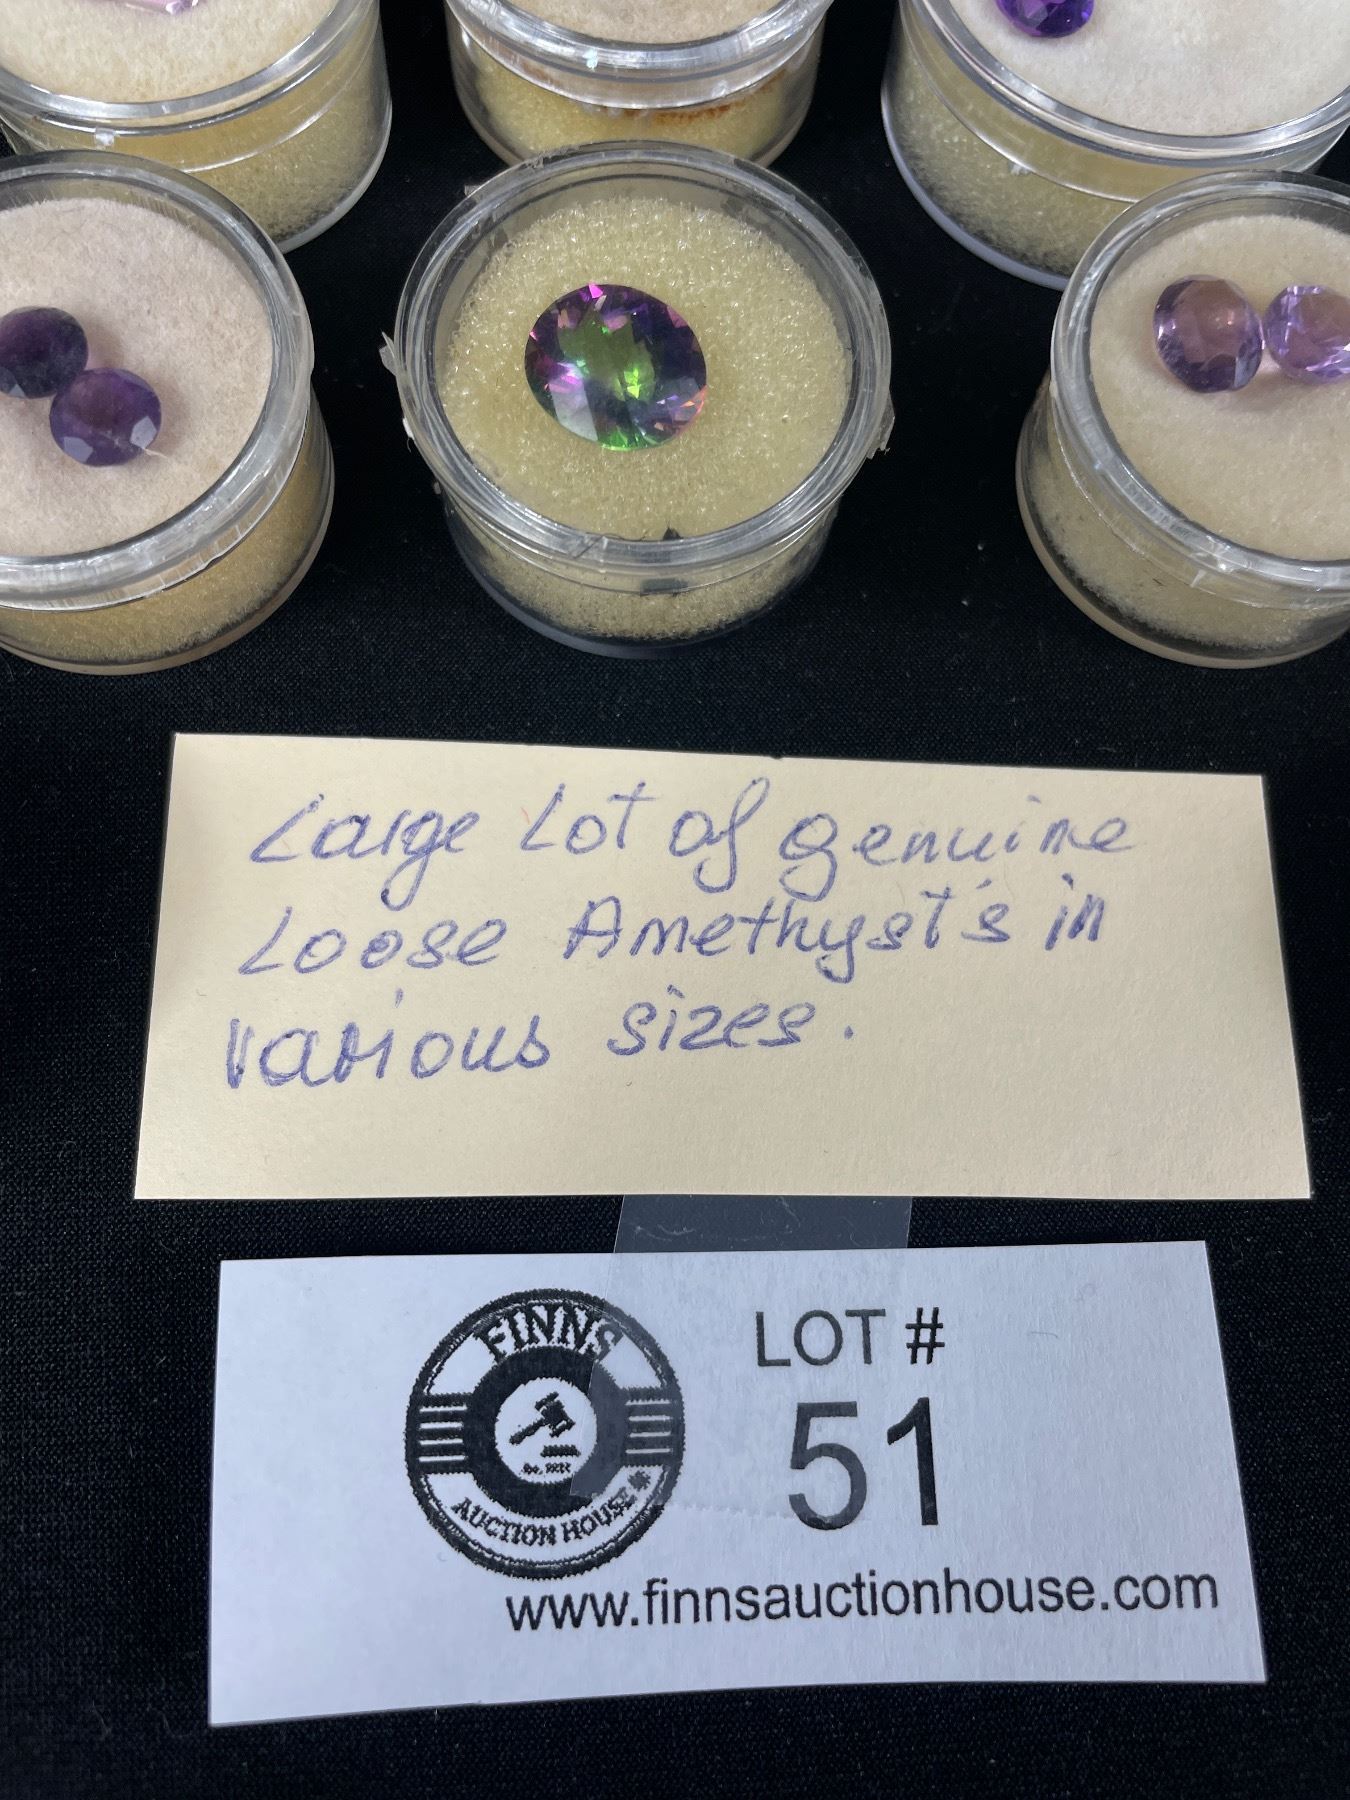 Large Lot of genuine
Loose Amethyst's in
various sizes.
FINNS
AUCTION HOUSE
LOT #
51
www.finnsauctionhouse.com